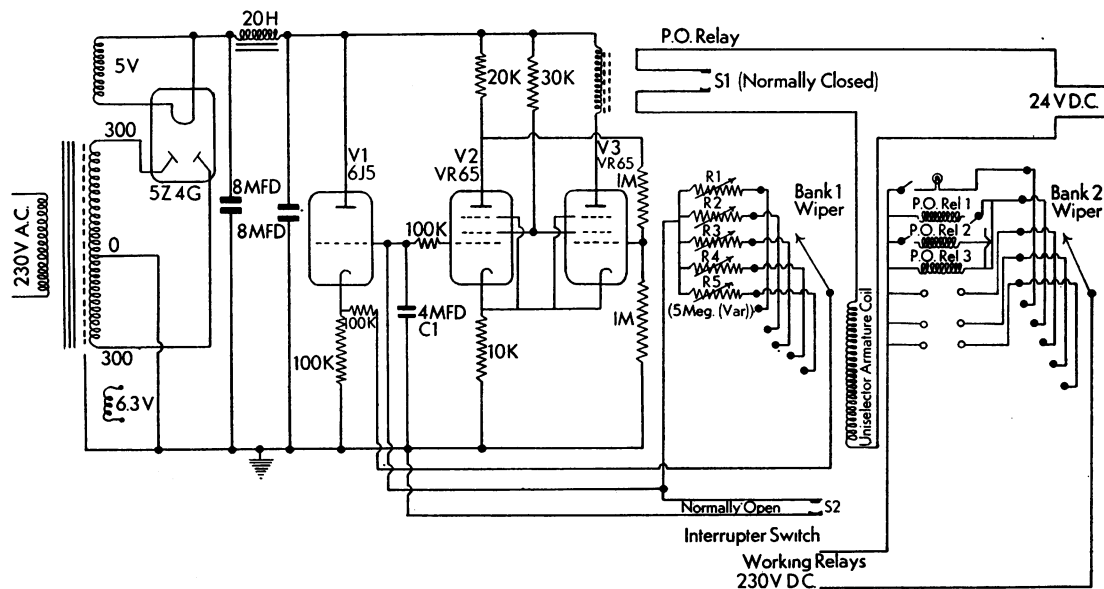 20H
P.O. Relay
5V
20K
30K
S1 (Normally Closed)
24V D.C.
300
V1
6J5
V2
VR65
V3
VR65
1M
5Z4G
8MFD
8MFD
R1
R2
R3
R4
R5
(5Meg. (Var))
Bank 1
Wiper
P.O. Rel 1
P.O. Rel 2
P.O. Rel 3
Bank 2
Wiper
230V A.C.
0
100K
100K
4MFD
C1
1M
100K
10K
300
6.3V
Uniselector Armature Coil
Normally Open
S2
Interrupter Switch
Working Relays
230V D.C.